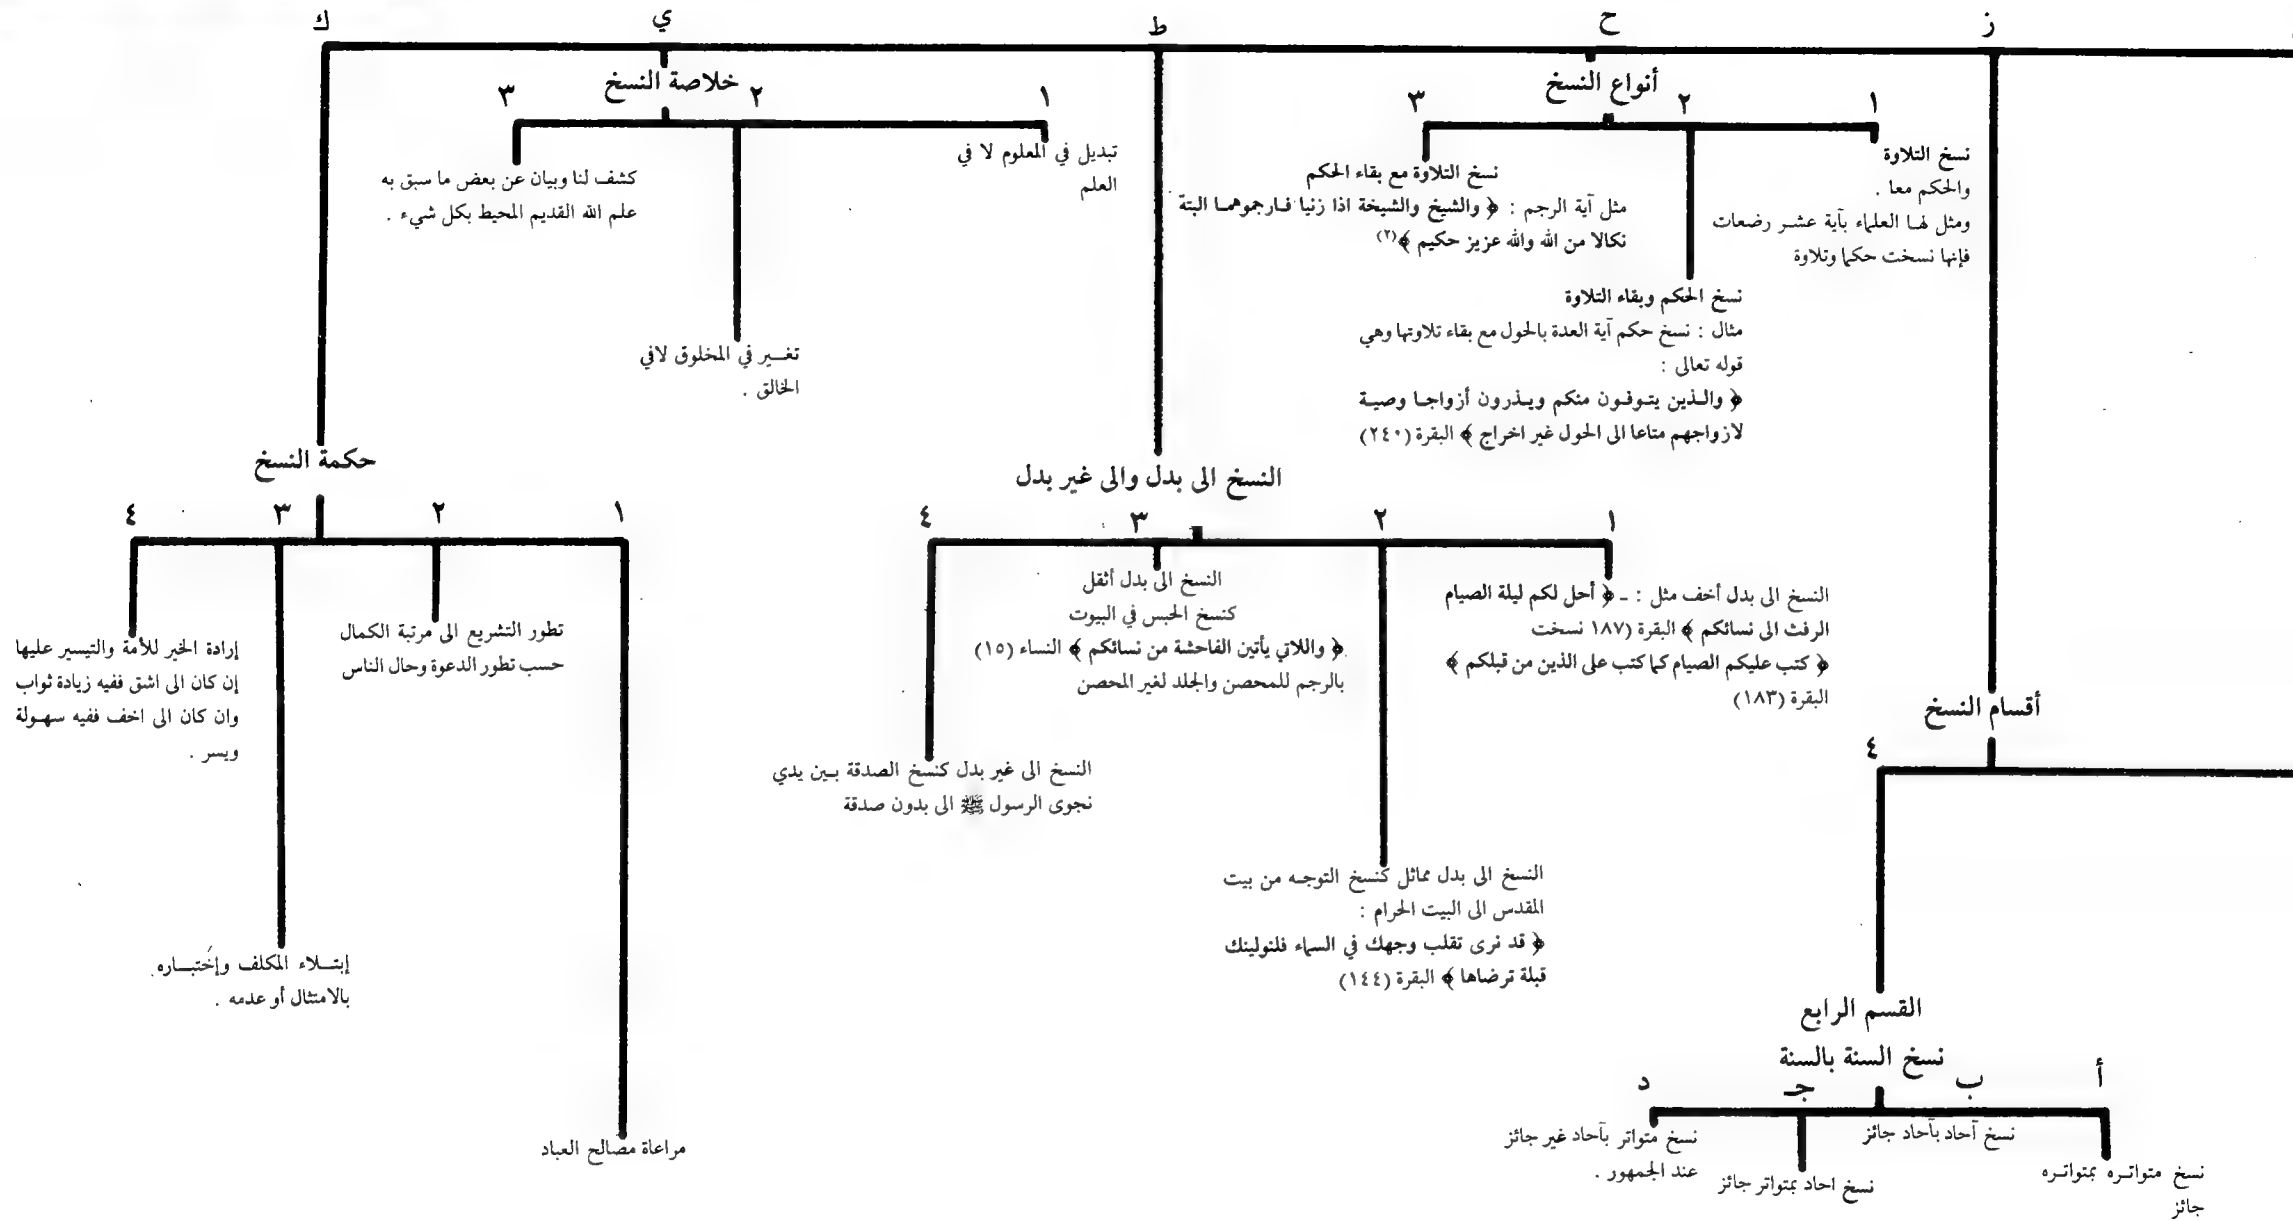 ز
أقسام النسخ
٤
القسم الرابع
نسخ السنة بالسنة
أ
نسخ متواتره بمتواتره
جائز
ب
نسخ آحاد بآحاد جائز
جـ
نسخ احاد بمتواتر جائز
د
نسخ متواتر بآحاد غير جائز
عند الجمهور .
ح
أنواع النسخ
١
نسخ التلاوة
والحكم معا .
ومثل لها العلماء بآية عشر رضعات
فإنها نسخت حكما وتلاوة
٢
نسخ الحكم وبقاء التلاوة
مثال : نسخ حكم آية العدة بالحول مع بقاء تلاوتها وهي
قوله تعالى :
﴿ والذين يتوفون منكم ويذرون أزواجا وصية
لازواجهم متاعا الى الحول غير اخراج ﴾ البقرة (٢٤٠)
٣
نسخ التلاوة مع بقاء الحكم
مثل آية الرجم : ﴿ والشيخ والشيخة اذا زنيا فارجموهما البتة
نكالا من الله والله عزيز حكيم ﴾(٢)
ط
النسخ الى بدل والى غير بدل
١
النسخ الى بدل أخف مثل : ـ ﴿ أحل لكم ليلة الصيام
الرفث الى نسائكم ﴾ البقرة (١٨٧ نسخت
﴿ كتب عليكم الصيام كما كتب على الذين من قبلكم ﴾
البقرة (١٨٣)
٢
النسخ الى بدل مماثل كنسخ التوجه من بيت
المقدس الى البيت الحرام :
﴿ قد نرى تقلب وجهك في السماء فلنولينك
قبلة ترضاها ﴾ البقرة (١٤٤)
٣
النسخ الى بدل أثقل
كنسخ الحبس في البيوت
﴿ واللاتي يأتين الفاحشة من نسائكم ﴾ النساء (١٥)
بالرجم للمحصن والجلد لغير المحصن
٤
النسخ الى غير بدل كنسخ الصدقة بين يدي
نجوى الرسول ﷺ الى بدون صدقة
ي
خلاصة النسخ
١
تبديل في المعلوم لا في
العلم
٢
تغيير في المخلوق لافي
الخالق .
٣
كشف لنا وبيان عن بعض ما سبق به
علم الله القديم المحيط بكل شيء .
ك
حكمة النسخ
١
مراعاة مصالح العباد
٢
تطور التشريع الى مرتبة الكمال
حسب تطور الدعوة وحال الناس
٣
إبتلاء المكلف وإختباره
بالامتثال أو عدمه .
٤
إرادة الخير للأمة والتيسير عليها
إن كان الى اشق ففيه زيادة ثواب
وان كان الى اخف ففيه سهولة
ويسر .